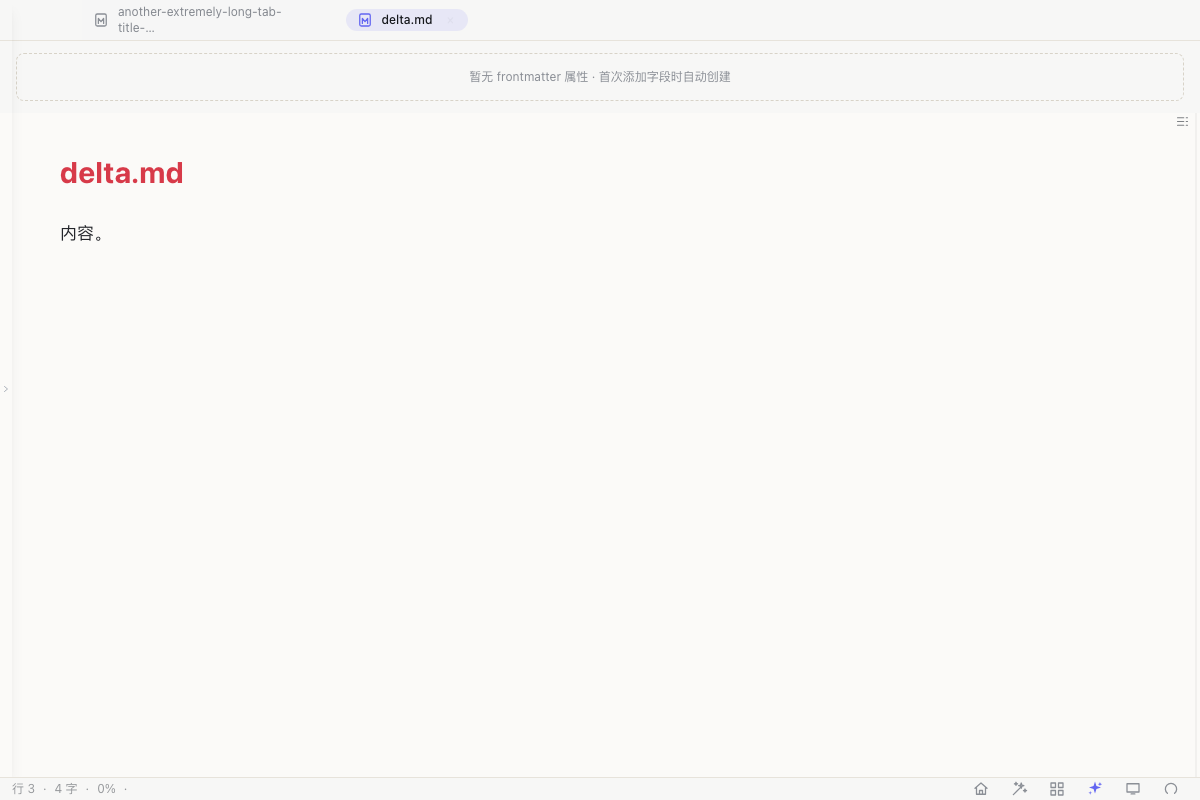 another-extremely-long-tab-
title-...
delta.md
暂无 frontmatter 属性 · 首次添加字段时自动创建
delta.md
内容。
行 3 · 4 字 · 0% ·